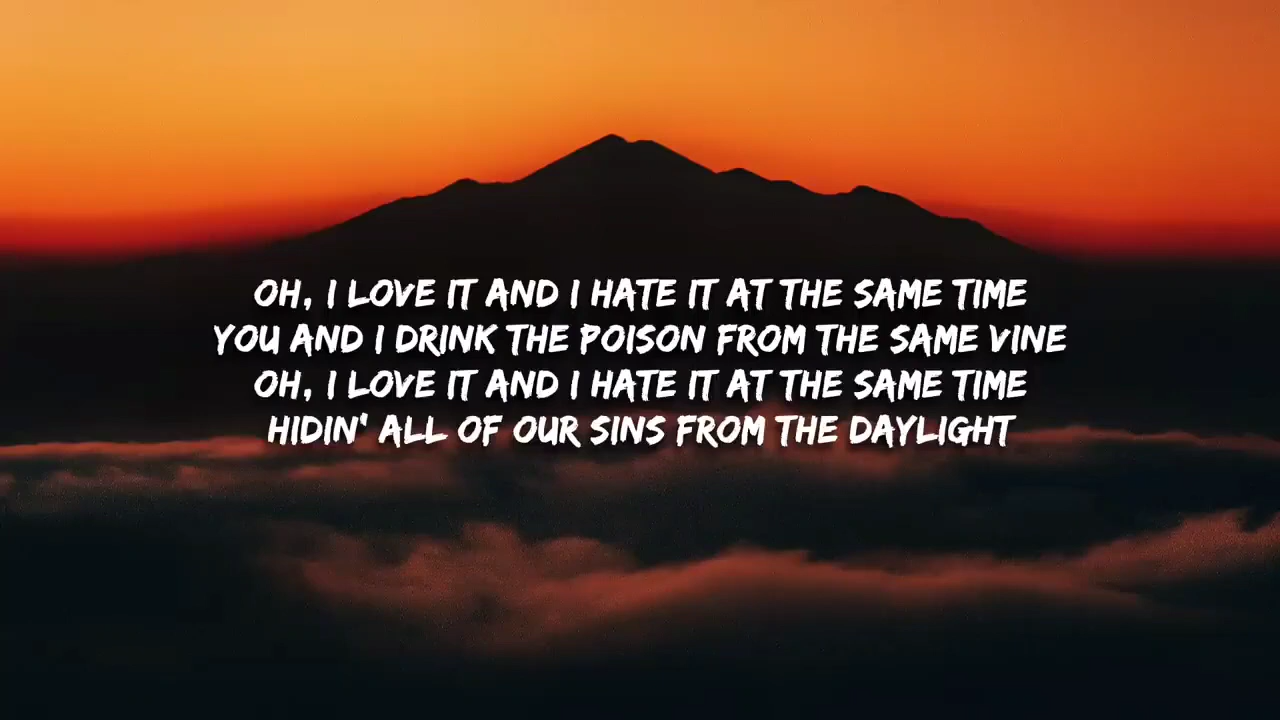 OH, I LOVE IT AND I HATE IT AT THE SAME TIME
YOU AND I DRINK THE POISON FROM THE SAME VINE
OH, I LOVE IT AND I HATE IT AT THE SAME TIME
HIDIN' ALL OF OUR SINS FROM THE DAYLIGHT